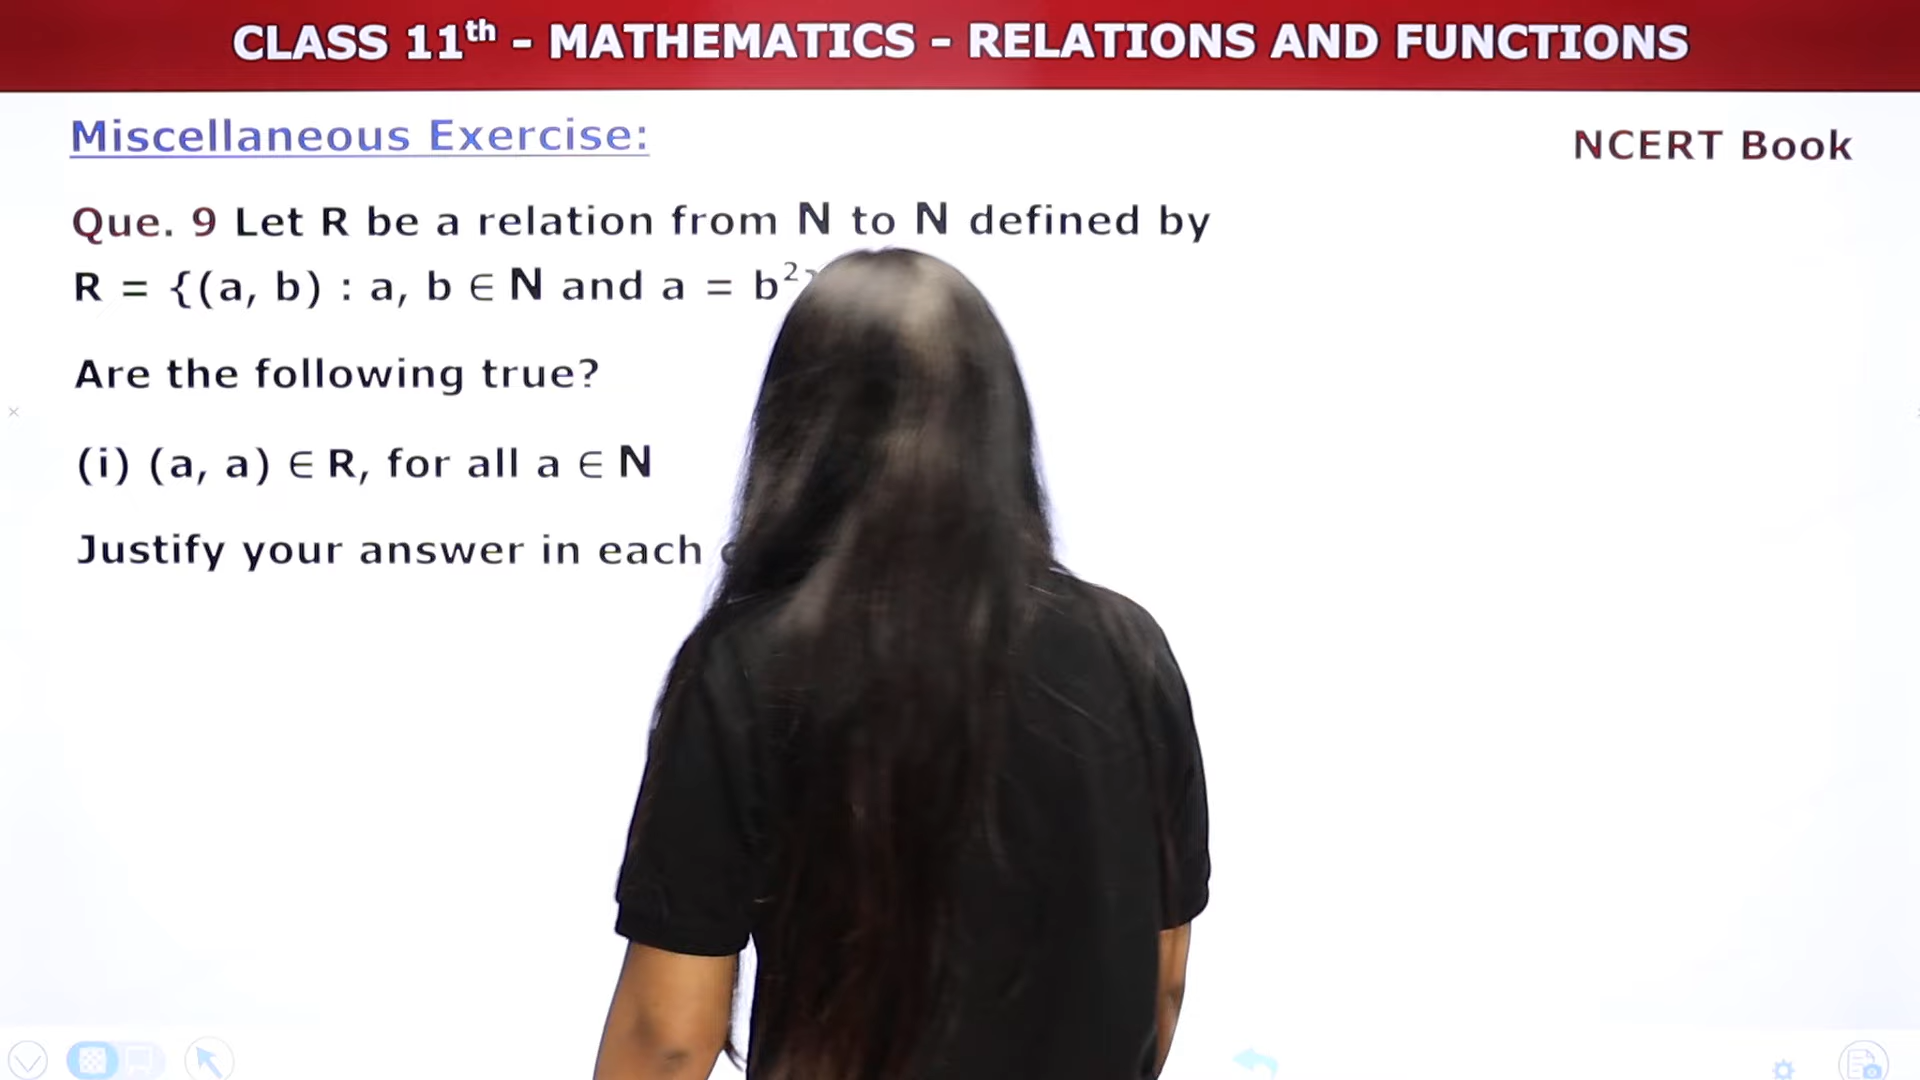 CLASS 11th - MATHEMATICS - RELATIONS AND FUNCTIONS
Miscellaneous Exercise:
NCERT Book
Que. 9 Let R be a relation from N to N defined by
R = {(a, b) : a, b ∈ N and a = b²
Are the following true?
(i) (a, a) ∈ R, for all a ∈ N
Justify your answer in each